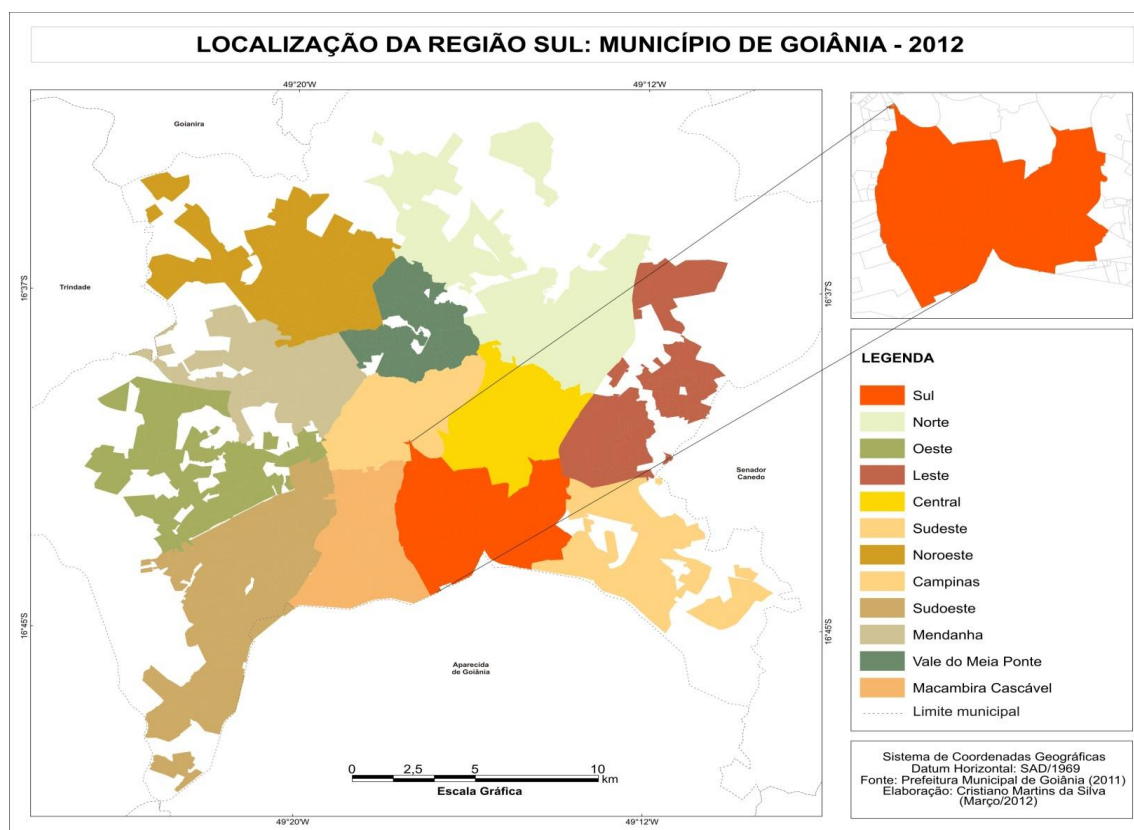 LOCALIZAÇÃO DA REGIÃO SUL: MUNICÍPIO DE GOIÂNIA - 2012
49°20'W
49°12'W
Goianira
Trindade
16°37'S
16°37'S
Senador
Canedo
16°45'S
16°45'S
Aparecida
de Goiânia
0 2,5 5 10
km
Escala Gráfica
49°20'W
49°12'W
LEGENDA
Sul
Norte
Oeste
Leste
Central
Sudeste
Noroeste
Campinas
Sudoeste
Mendanha
Vale do Meia Ponte
Macambira Cascável
Limite municipal
Sistema de Coordenadas Geográficas
Datum Horizontal: SAD/1969
Fonte: Prefeitura Municipal de Goiânia (2011)
Elaboração: Cristiano Martins da Silva
(Março/2012)